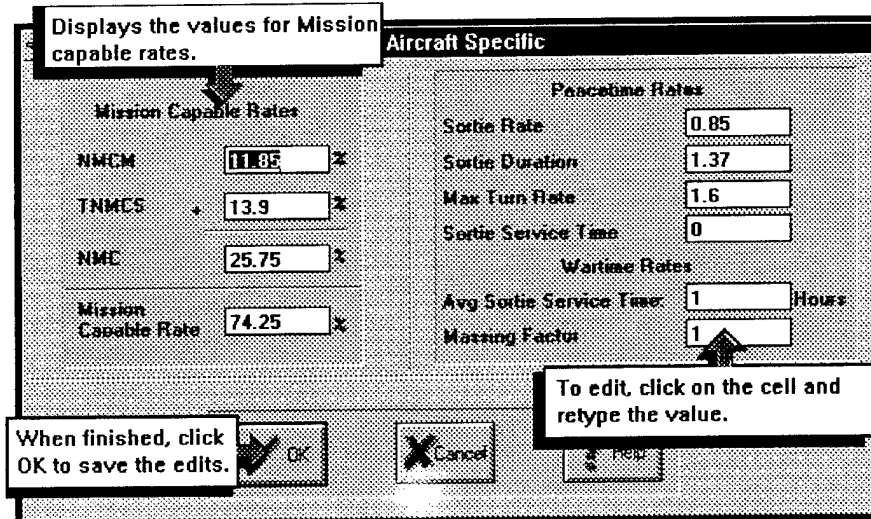 Displays the values for Mission
capable rates.
Aircraft Specific
Mission Capable Rates
NMCM 11.85 %
TNMCS + 13.9 %
NMC 25.75 %
Mission
Capable Rate 74.25 %
Peacetime Rates
Sortie Rate 0.85
Sortie Duration 1.37
Max Turn Rate 1.6
Sortie Service Time 0
Wartime Rates
Avg Sortie Service Time: 1 Hours
Massing Factor 1
To edit, click on the cell and
retype the value.
When finished, click
OK to save the edits.
OK
Cancel
Help